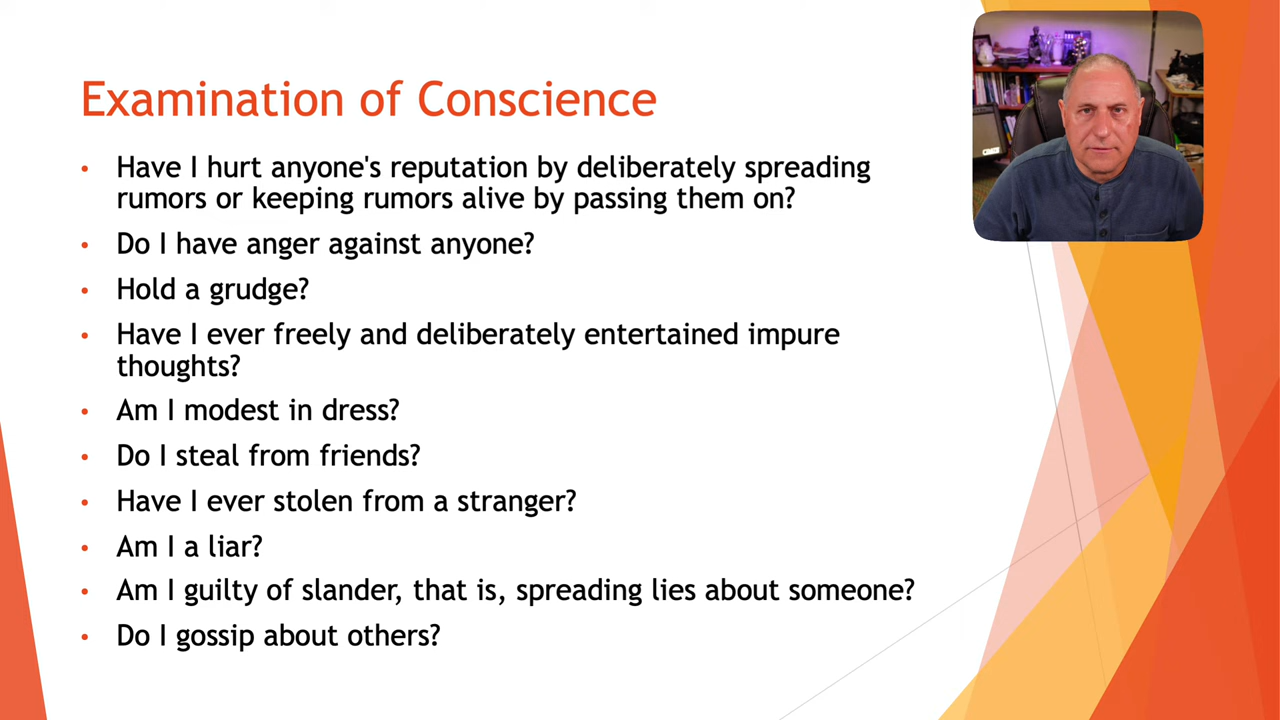 Examination of Conscience
• Have I hurt anyone's reputation by deliberately spreading
rumors or keeping rumors alive by passing them on?
• Do I have anger against anyone?
• Hold a grudge?
• Have I ever freely and deliberately entertained impure
thoughts?
• Am I modest in dress?
• Do I steal from friends?
• Have I ever stolen from a stranger?
• Am I a liar?
• Am I guilty of slander, that is, spreading lies about someone?
• Do I gossip about others?